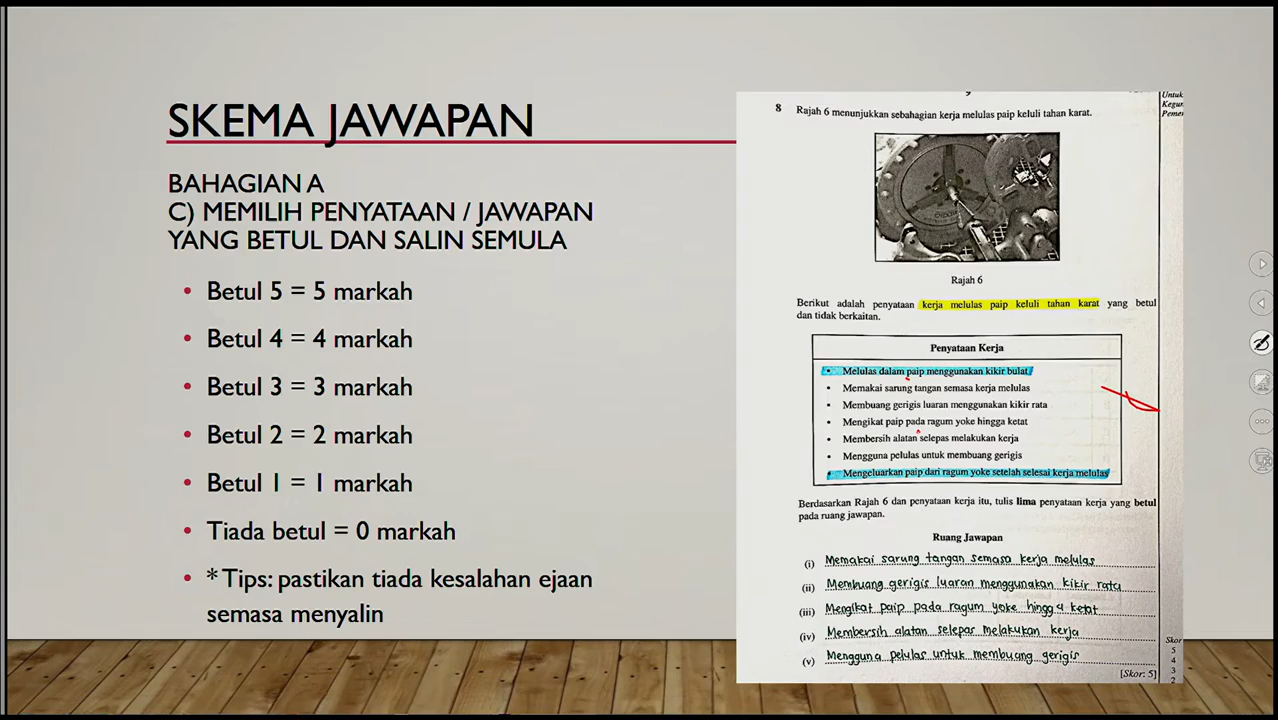 SKEMA JAWAPAN
BAHAGIAN A
C) MEMILIH PENYATAAN / JAWAPAN
YANG BETUL DAN SALIN SEMULA
• Betul 5 = 5 markah
• Betul 4 = 4 markah
• Betul 3 = 3 markah
• Betul 2 = 2 markah
• Betul 1 = 1 markah
• Tiada betul = 0 markah
• * Tips: pastikan tiada kesalahan ejaan
semasa menyalin
Untuk
Kegun
Pemer
8 Rajah 6 menunjukkan sebahagian kerja melulas paip keluli tahan karat.
Rajah 6
Berikut adalah penyataan kerja melulas paip keluli tahan karat yang betul
dan tidak berkaitan.
Penyataan Kerja
• Melulas dalam paip menggunakan kikir bulat
• Memakai sarung tangan semasa kerja melulas
• Membuang gerigis luaran menggunakan kikir rata
• Mengikat paip pada ragum yoke hingga ketat
• Membersih alatan selepas melakukan kerja
• Mengguna pelulas untuk membuang gerigis
• Mengeluarkan paip dari ragum yoke setelah selesai kerja melulas
Berdasarkan Rajah 6 dan penyataan kerja itu, tulis lima penyataan kerja yang betul
pada ruang jawapan.
Ruang Jawapan
(i) Memakai sarung tangan semasa kerja melulas
(ii) Membuang gerigis luaran menggunakan kikir rata
(iii) Mengikat paip pada ragum yoke hingga ketat
(iv) Membersih alatan selepas melakukan kerja
(v) Mengguna pelulas untuk membuang gerigis
[Skor: 5]
Skor
5
4
3
2